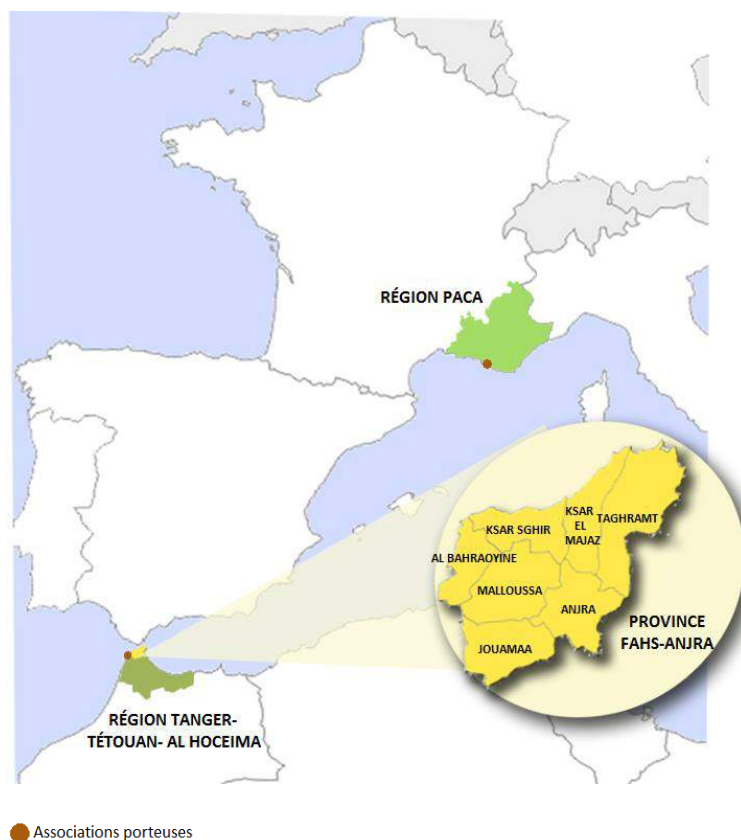 RÉGION PACA
KSAR SGHIR
KSAR
EL
MAJAZ
TAGHRAMT
AL BAHRAOYINE
MALLOUSSA
ANJRA
JOUAMAA
PROVINCE
FAHS-ANJRA
RÉGION TANGER-
TÉTOUAN- AL HOCEIMA
Associations porteuses